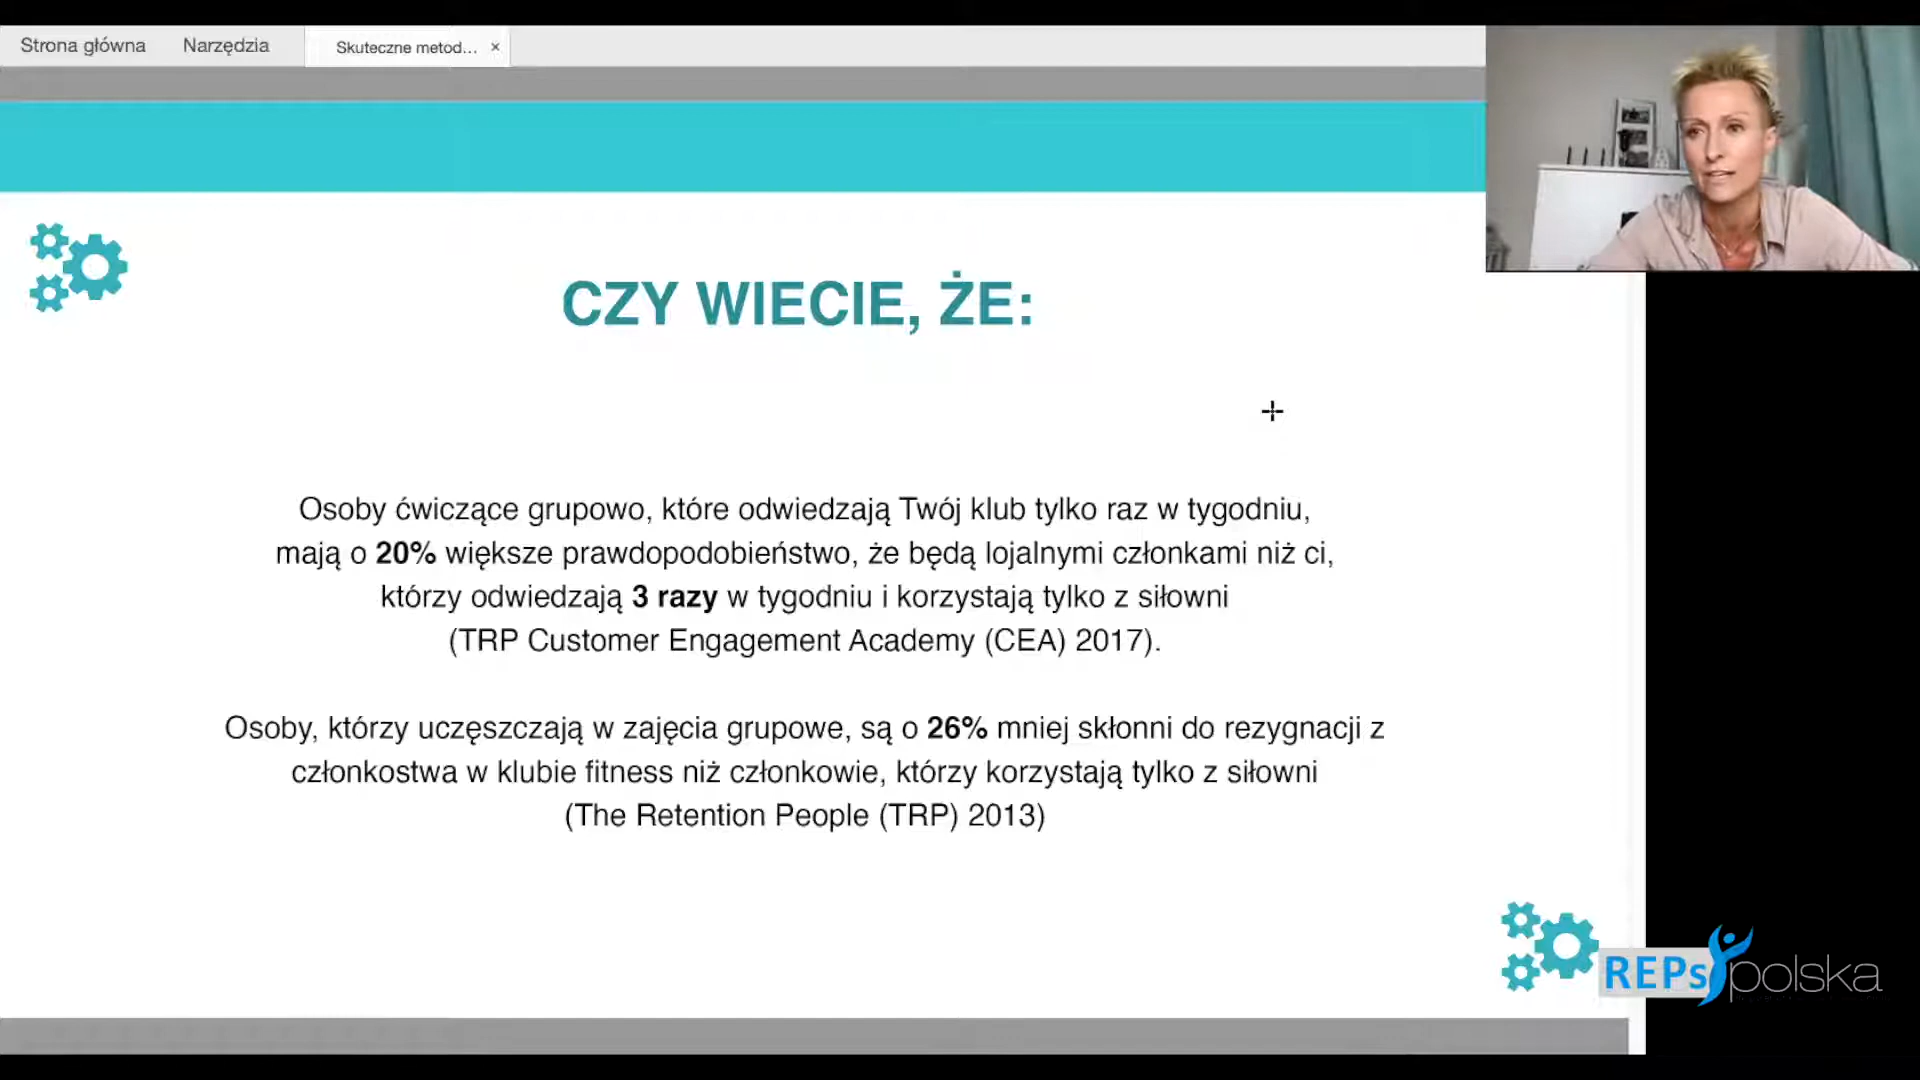 Strona główna
Narzędzia
Skuteczne metod... ×
CZY WIECIE, ŻE:
Osoby ćwiczące grupowo, które odwiedzają Twój klub tylko raz w tygodniu,
mają o 20% większe prawdopodobieństwo, że będą lojalnymi członkami niż ci,
którzy odwiedzają 3 razy w tygodniu i korzystają tylko z siłowni
(TRP Customer Engagement Academy (CEA) 2017).
Osoby, którzy uczęszczają w zajęcia grupowe, są o 26% mniej skłonni do rezygnacji z
członkostwa w klubie fitness niż członkowie, którzy korzystają tylko z siłowni
(The Retention People (TRP) 2013)
REPs polska